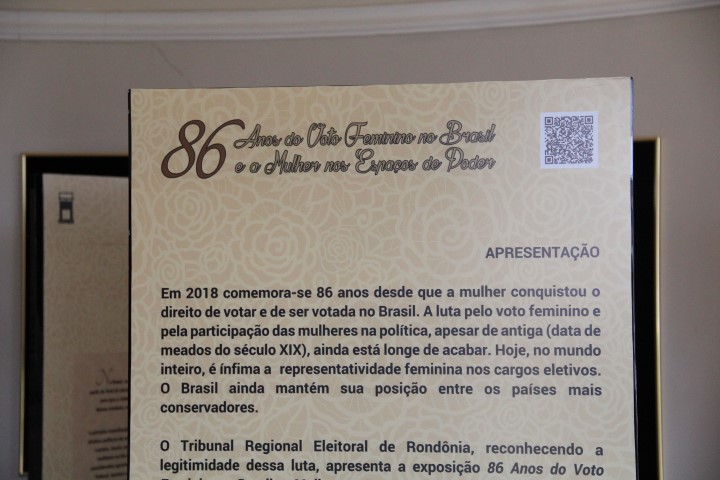 86 Anos do Voto Feminino no Brasil
e a Mulher nos Espaços de Poder
APRESENTAÇÃO
Em 2018 comemora-se 86 anos desde que a mulher conquistou o
direito de votar e de ser votada no Brasil. A luta pelo voto feminino e
pela participação das mulheres na política, apesar de antiga (data de
meados do século XIX), ainda está longe de acabar. Hoje, no mundo
inteiro, é ínfima a representatividade feminina nos cargos eletivos.
O Brasil ainda mantém sua posição entre os países mais
conservadores.
O Tribunal Regional Eleitoral de Rondônia, reconhecendo a
legitimidade dessa luta, apresenta a exposição 86 Anos do Voto